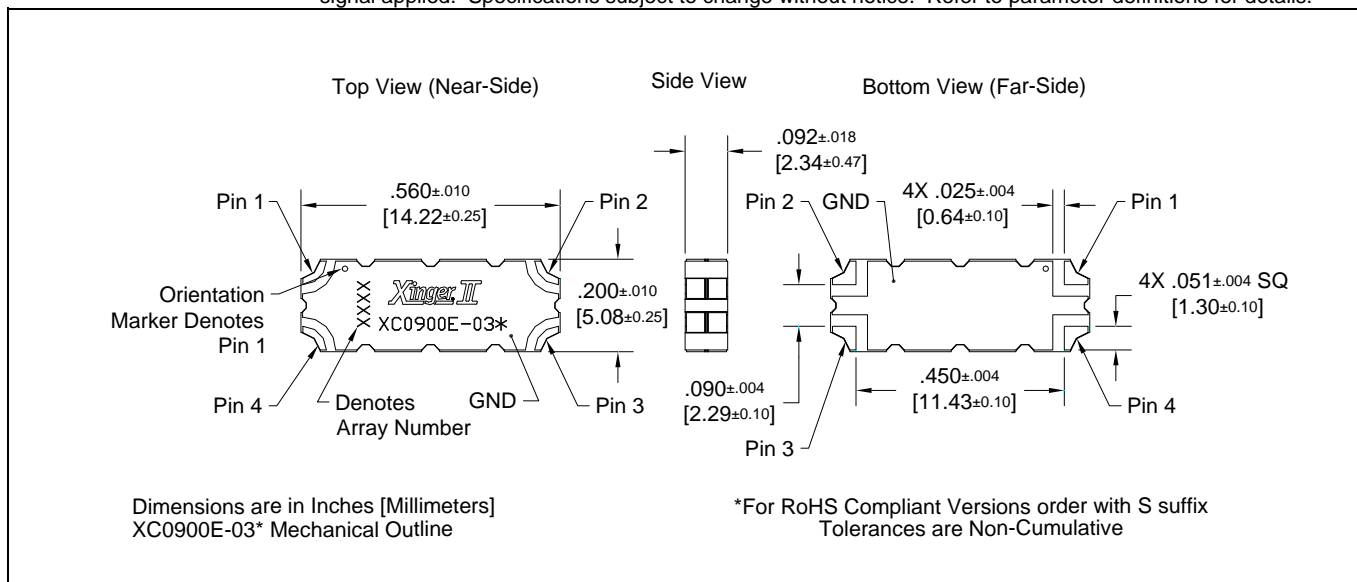 signal applied. Specifications subject to change without notice. Refer to parameter definitions for details.
Top View (Near-Side)
Side View
Bottom View (Far-Side)
.092±.018
[2.34±0.47]
Pin 1
.560±.010
[14.22±0.25]
Pin 2
Pin 2
GND
4X .025±.004
[0.64±0.10]
Pin 1
Orientation
Marker Denotes
Pin 1
XXXX
Xinger II
XC0900E-03*
.200±.010
[5.08±0.25]
4X .051±.004 SQ
[1.30±0.10]
Pin 4
Denotes
Array Number
GND
Pin 3
.090±.004
[2.29±0.10]
Pin 3
.450±.004
[11.43±0.10]
Pin 4
Dimensions are in Inches [Millimeters]
XC0900E-03* Mechanical Outline
*For RoHS Compliant Versions order with S suffix
Tolerances are Non-Cumulative